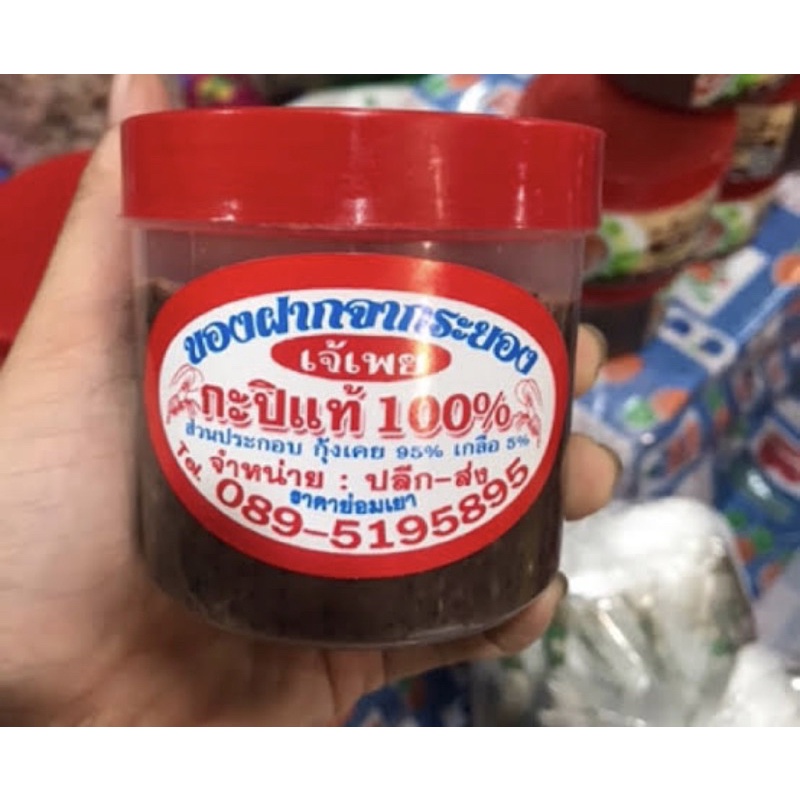 ของฝากจากระยอง
เจ้เพย
กะปิแท้ 100%
ส่วนประกอบ กุ้งเคย 95% เกลือ 5%
จำหน่าย : ปลีก-ส่ง
ราคาย่อมเยา
Tel. 089-5195895